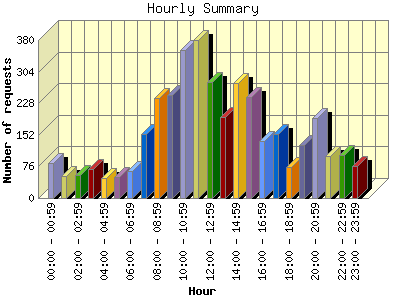 Hourly Summary
Number of requests
380
304
228
152
76
0
00:00 - 00:59
02:00 - 02:59
04:00 - 04:59
06:00 - 06:59
08:00 - 08:59
10:00 - 10:59
12:00 - 12:59
14:00 - 14:59
16:00 - 16:59
18:00 - 18:59
20:00 - 20:59
22:00 - 22:59
23:00 - 23:59
Hour